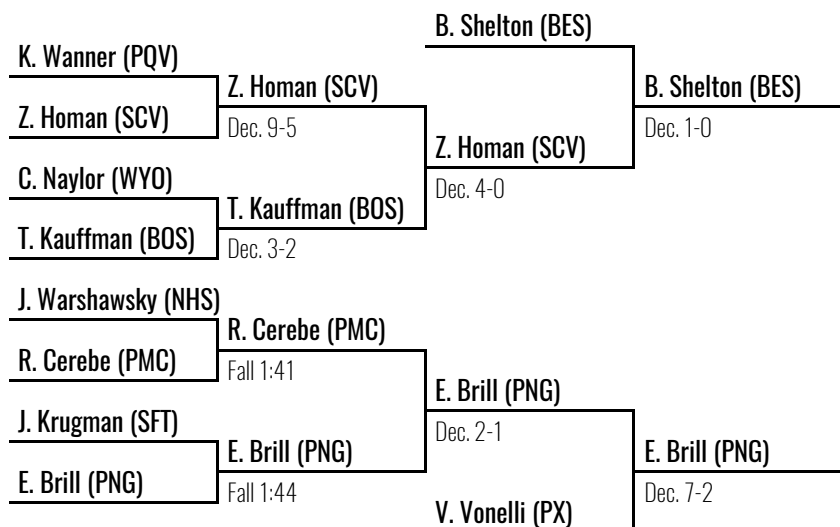 K. Wanner (PQV)
Z. Homan (SCV)
C. Naylor (WYO)
T. Kauffman (BOS)
J. Warshawsky (NHS)
R. Cerebe (PMC)
J. Krugman (SFT)
E. Brill (PNG)
Z. Homan (SCV)
Dec. 9-5
T. Kauffman (BOS)
Dec. 3-2
R. Cerebe (PMC)
Fall 1:41
E. Brill (PNG)
Fall 1:44
B. Shelton (BES)
Z. Homan (SCV)
Dec. 4-0
E. Brill (PNG)
Dec. 2-1
V. Vonelli (PX)
B. Shelton (BES)
Dec. 1-0
E. Brill (PNG)
Dec. 7-2